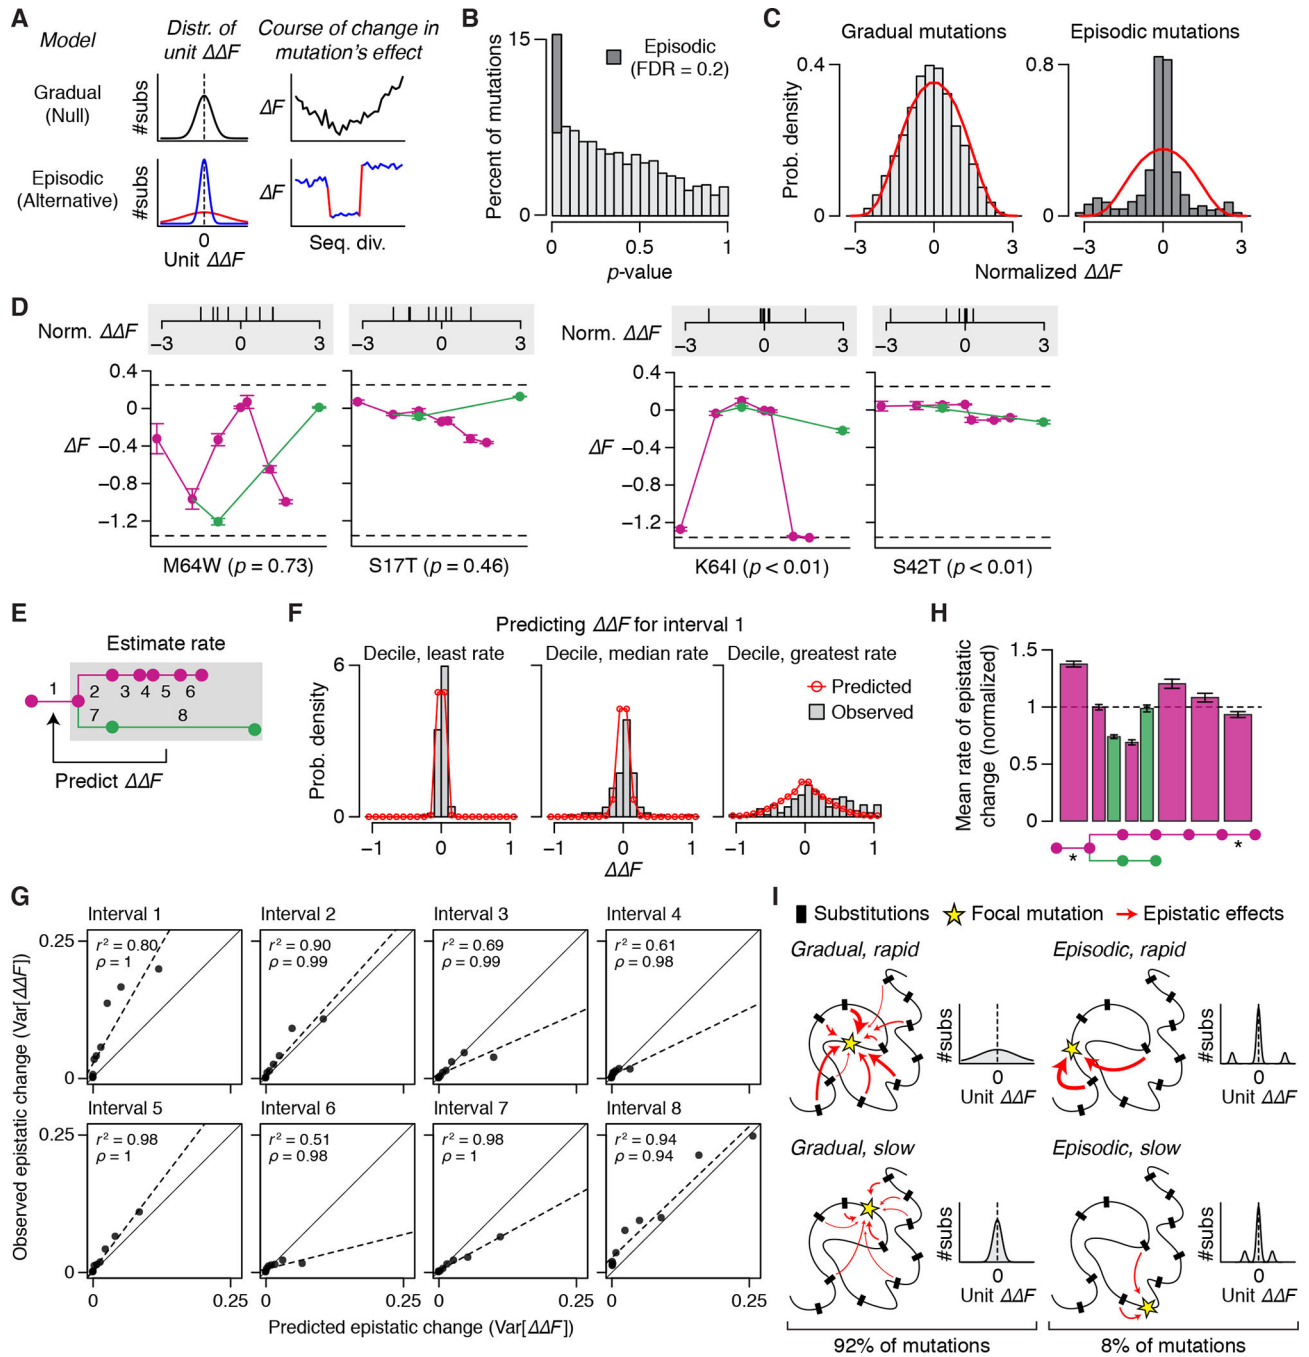 A
Model
Distr. of
unit ΔΔF
Course of change in
mutation's effect
Gradual
(Null)
#subs
ΔF
Episodic
(Alternative)
#subs
ΔF
0
Unit ΔΔF
Seq. div.
B
Percent of mutations
15
0
Episodic
(FDR = 0.2)
0
0.5
1
p-value
C
Gradual mutations
Episodic mutations
Prob. density
0.4
0
0.8
0
−3
0
3
−3
0
3
Normalized ΔΔF
D
Norm. ΔΔF
−3
0
3
−3
0
3
Norm. ΔΔF
−3
0
3
−3
0
3
0.4
0
ΔF
−0.4
−0.8
−1.2
0.4
0
ΔF
−0.4
−0.8
−1.2
M64W (p = 0.73)
S17T (p = 0.46)
K64I (p < 0.01)
S42T (p < 0.01)
E
Estimate rate
1
2
3
4
5
6
7
8
Predict ΔΔF
F
Predicting ΔΔF for interval 1
Decile, least rate
Decile, median rate
Decile, greatest rate
Prob. density
6
0
Predicted
Observed
−1
0
1
−1
0
1
−1
0
1
ΔΔF
H
Mean rate of epistatic
change (normalized)
1.5
1
0.5
0
*
*
G
Observed epistatic change (Var[ΔΔF])
Interval 1
Interval 2
Interval 3
Interval 4
0.25
0
r² = 0.80
ρ = 1
r² = 0.90
ρ = 0.99
r² = 0.69
ρ = 0.99
r² = 0.61
ρ = 0.98
Interval 5
Interval 6
Interval 7
Interval 8
0.25
0
r² = 0.98
ρ = 1
r² = 0.51
ρ = 0.98
r² = 0.98
ρ = 1
r² = 0.94
ρ = 0.94
0
0.25
0
0.25
0
0.25
0
0.25
Predicted epistatic change (Var[ΔΔF])
I
Substitutions
Focal mutation
Epistatic effects
Gradual, rapid
Episodic, rapid
#subs
0
Unit ΔΔF
#subs
0
Unit ΔΔF
Gradual, slow
Episodic, slow
#subs
0
Unit ΔΔF
#subs
0
Unit ΔΔF
92% of mutations
8% of mutations